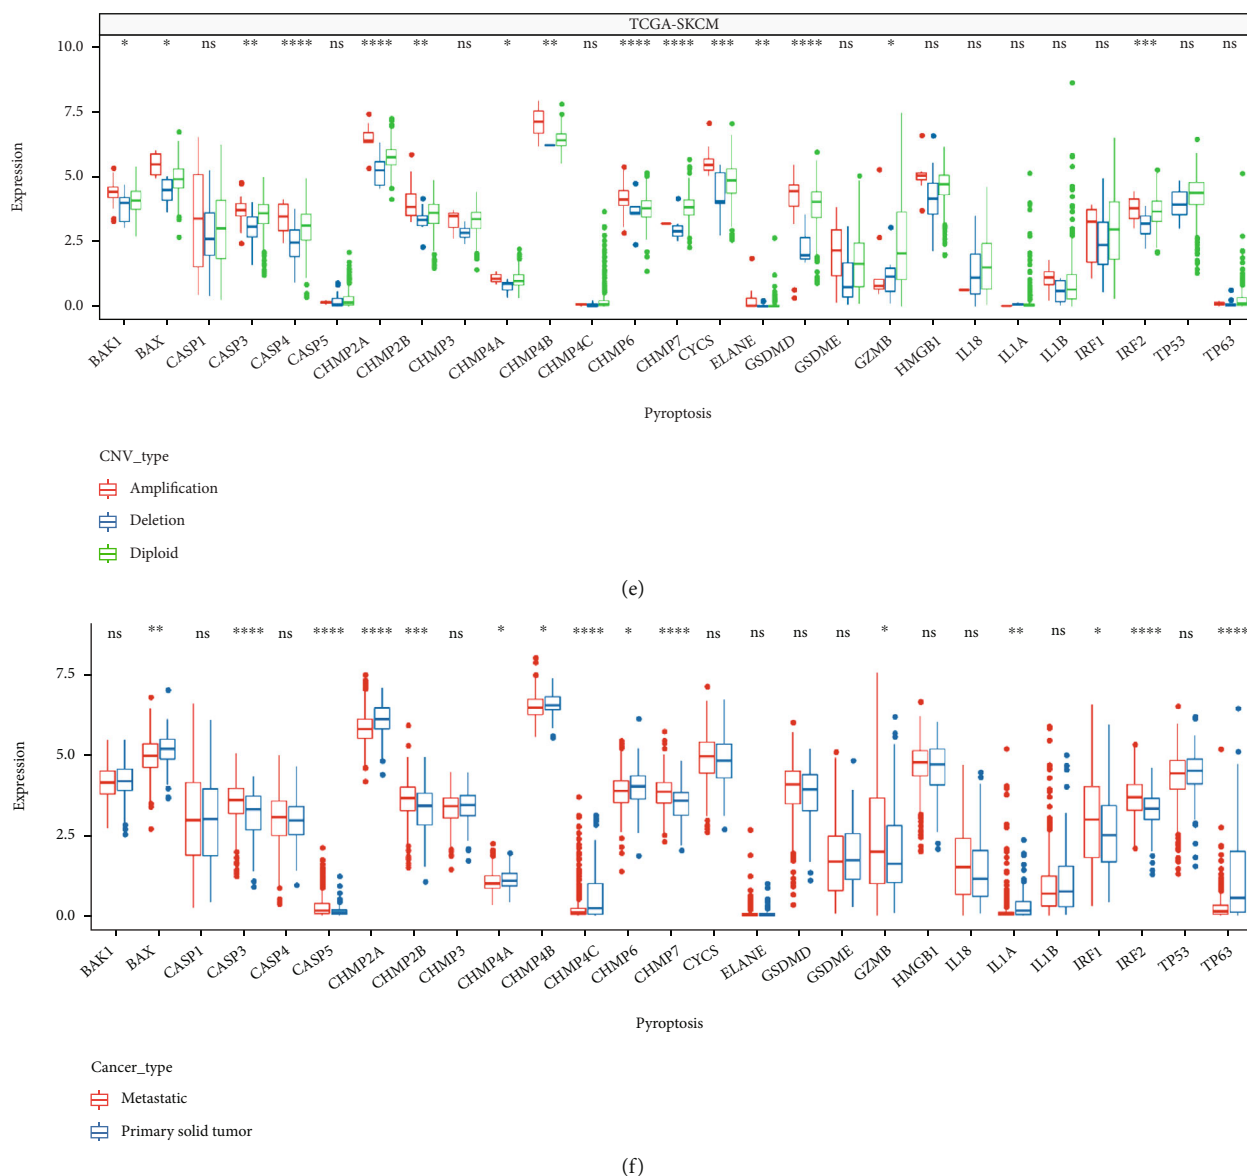 TCGA-SKCM
10.0
* * ns ** **** ns **** ** ns * ** ns **** **** *** ** **** ns * ns ns ns ns ns *** ns ns
7.5
5.0
2.5
0.0
Expression
BAK1 BAX CASP1 CASP3 CASP4 CASP5 CHMP2A CHMP2B CHMP3 CHMP4A CHMP4B CHMP4C CHMP6 CHMP7 CYCS ELANE GSDMD GSDME GZMB HMGB1 IL18 IL1A IL1B IRF1 IRF2 TP53 TP63
Pyroptosis
CNV_type
Amplification
Deletion
Diploid
(e)
ns ** ns **** ns **** **** *** ns * * **** * **** ns ns ns ns * ns ns ** ns * **** ns ****
7.5
5.0
2.5
0.0
Expression
BAK1 BAX CASP1 CASP3 CASP4 CASP5 CHMP2A CHMP2B CHMP3 CHMP4A CHMP4B CHMP4C CHMP6 CHMP7 CYCS ELANE GSDMD GSDME GZMB HMGB1 IL18 IL1A IL1B IRF1 IRF2 TP53 TP63
Pyroptosis
Cancer_type
Metastatic
Primary solid tumor
(f)